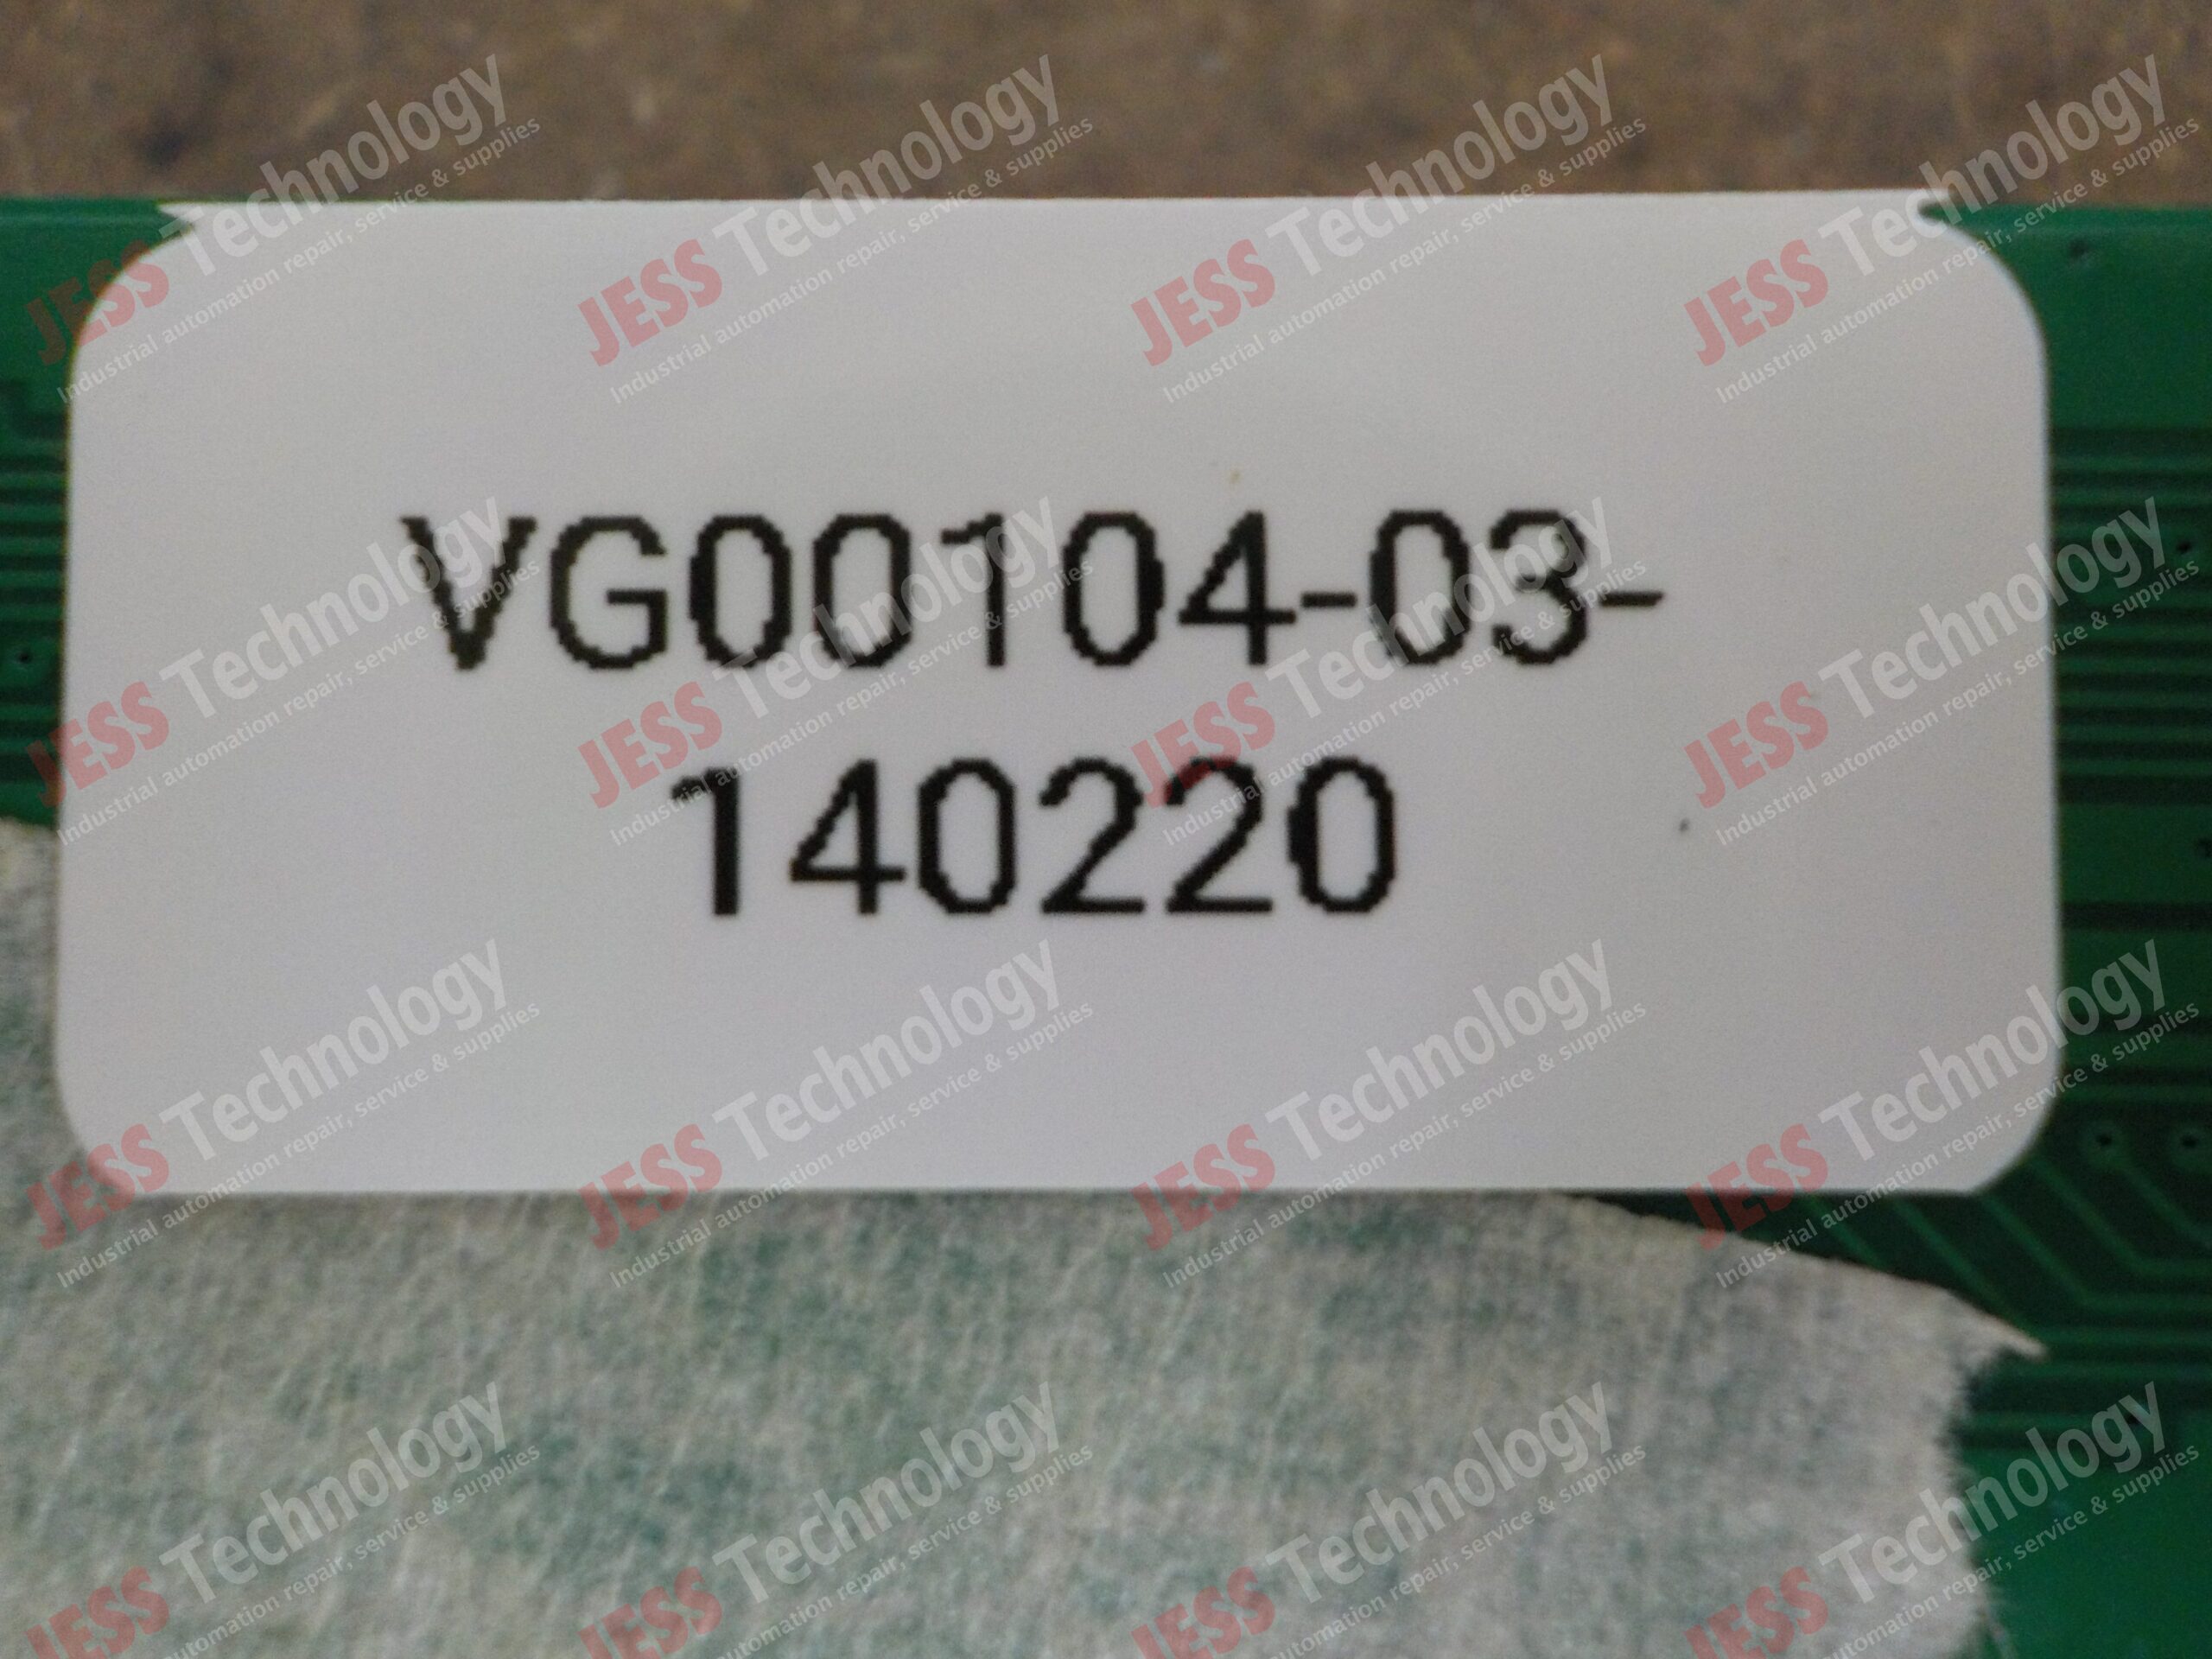 VG00104-03-
140220
JESS Technology
Industrial automation repair, service & supplies